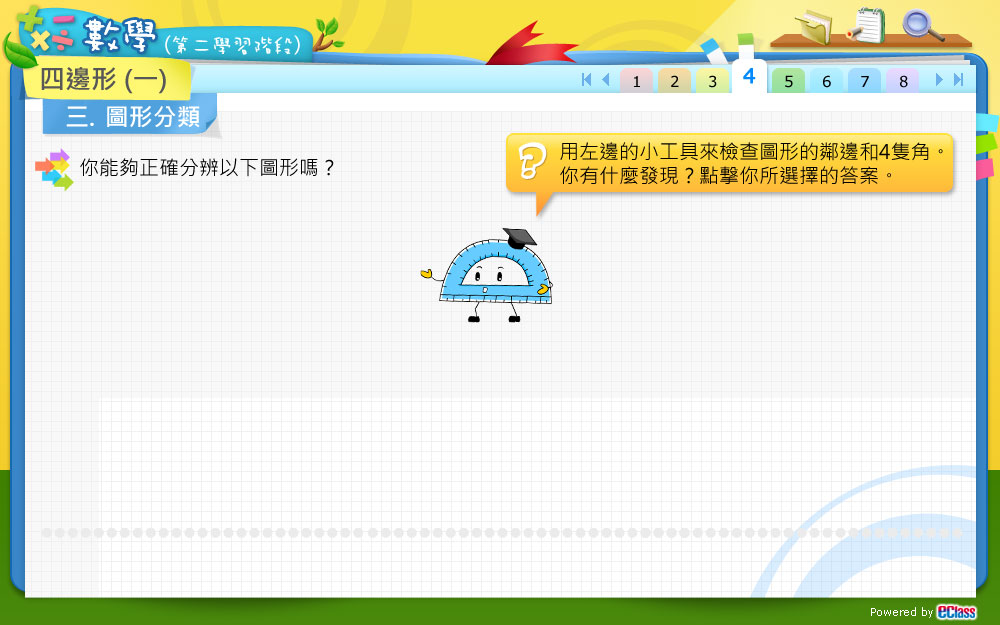 數學 (第二學習階段)
四邊形 (一)
1 2 3 4 5 6 7 8
三. 圖形分類
你能夠正確分辨以下圖形嗎？
用左邊的小工具來檢查圖形的鄰邊和4隻角。
你有什麼發現？點擊你所選擇的答案。
Powered by eClass